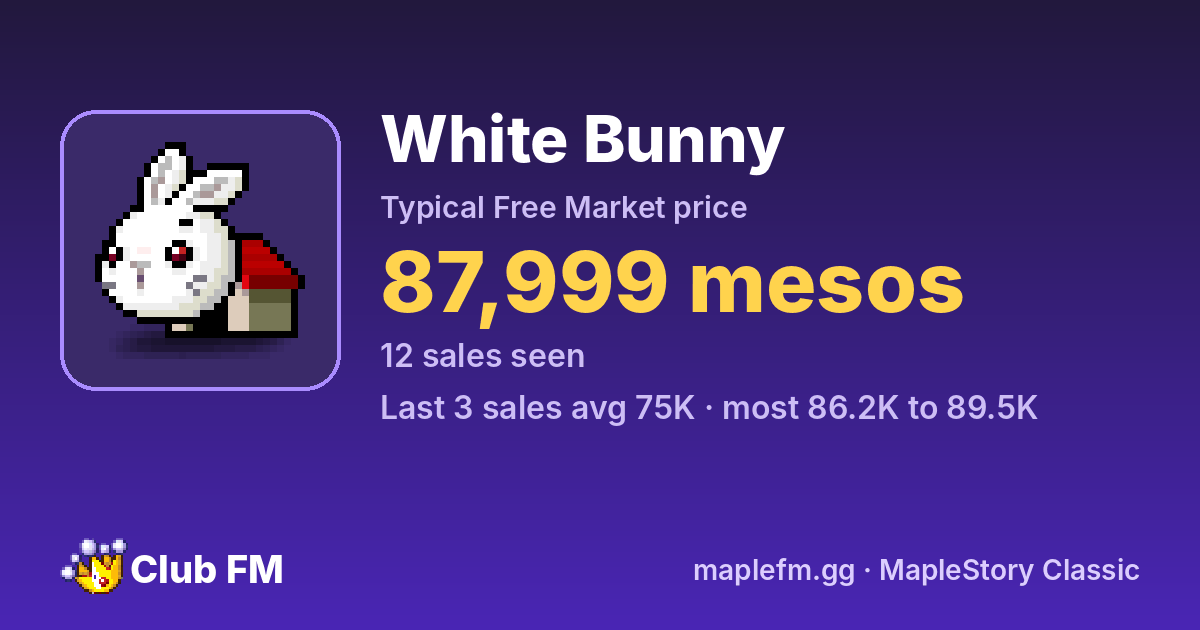 White Bunny
Typical Free Market price
87,999 mesos
12 sales seen
Last 3 sales avg 75K · most 86.2K to 89.5K
Club FM
maplefm.gg · MapleStory Classic